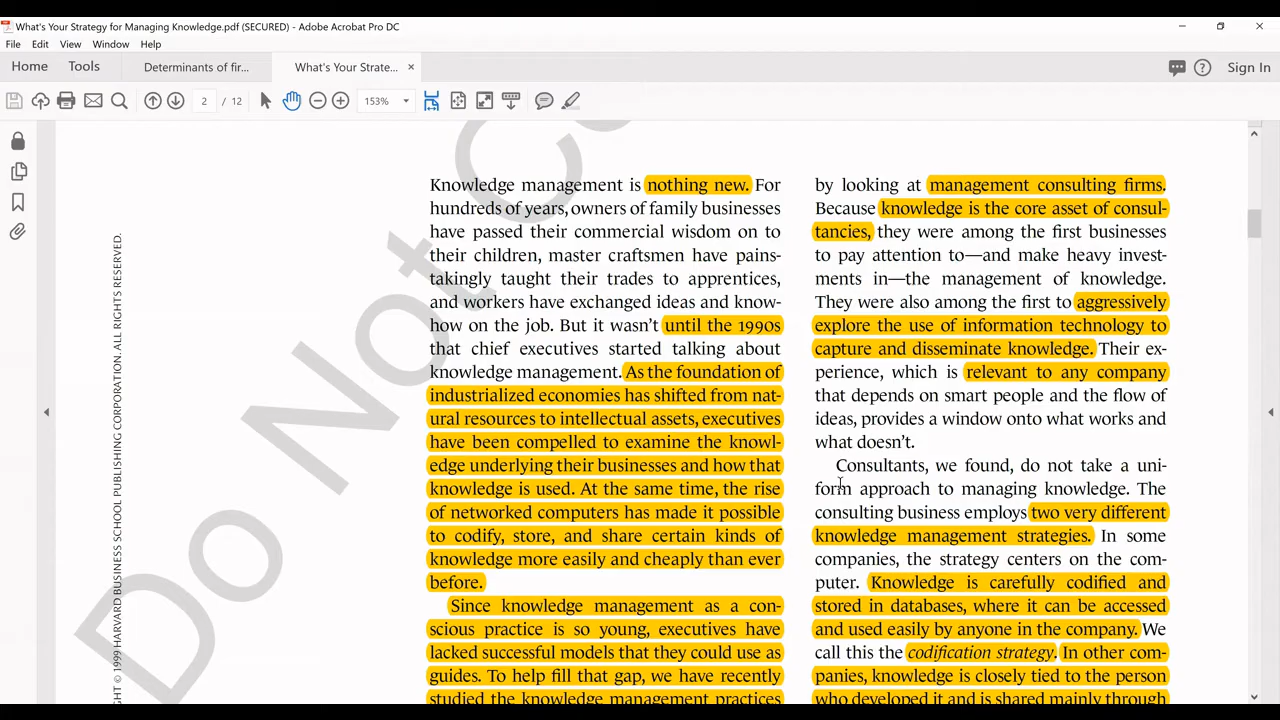 What's Your Strategy for Managing Knowledge.pdf (SECURED) - Adobe Acrobat Pro DC
File Edit View Window Help
Home Tools Determinants of fir... What's Your Strate... × Sign In
2 / 12 153%
Do Not Co
GHT © 1999 HARVARD BUSINESS SCHOOL PUBLISHING CORPORATION. ALL RIGHTS RESERVED.
Knowledge management is nothing new. For
hundreds of years, owners of family businesses
have passed their commercial wisdom on to
their children, master craftsmen have pains-
takingly taught their trades to apprentices,
and workers have exchanged ideas and know-
how on the job. But it wasn't until the 1990s
that chief executives started talking about
knowledge management. As the foundation of
industrialized economies has shifted from nat-
ural resources to intellectual assets, executives
have been compelled to examine the knowl-
edge underlying their businesses and how that
knowledge is used. At the same time, the rise
of networked computers has made it possible
to codify, store, and share certain kinds of
knowledge more easily and cheaply than ever
before.
Since knowledge management as a con-
scious practice is so young, executives have
lacked successful models that they could use as
guides. To help fill that gap, we have recently
studied the knowledge management practices
by looking at management consulting firms.
Because knowledge is the core asset of consul-
tancies, they were among the first businesses
to pay attention to—and make heavy invest-
ments in—the management of knowledge.
They were also among the first to aggressively
explore the use of information technology to
capture and disseminate knowledge. Their ex-
perience, which is relevant to any company
that depends on smart people and the flow of
ideas, provides a window onto what works and
what doesn't.
Consultants, we found, do not take a uni-
form approach to managing knowledge. The
consulting business employs two very different
knowledge management strategies. In some
companies, the strategy centers on the com-
puter. Knowledge is carefully codified and
stored in databases, where it can be accessed
and used easily by anyone in the company. We
call this the codification strategy. In other com-
panies, knowledge is closely tied to the person
who developed it and is shared mainly through